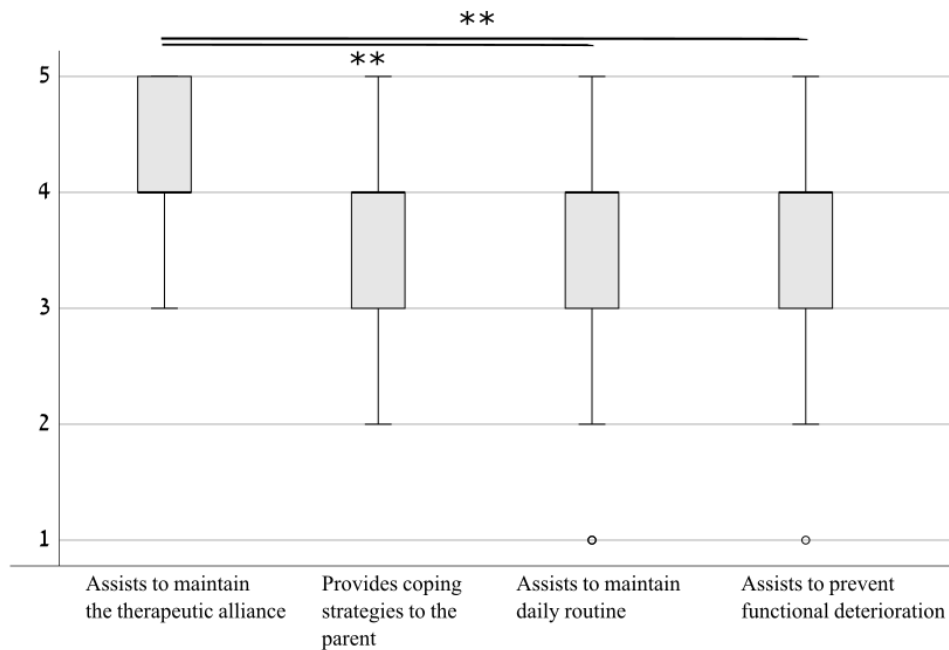 **
**
5
4
3
2
1
Assists to maintain
the therapeutic alliance
Provides coping
strategies to the
parent
Assists to maintain
daily routine
Assists to prevent
functional deterioration